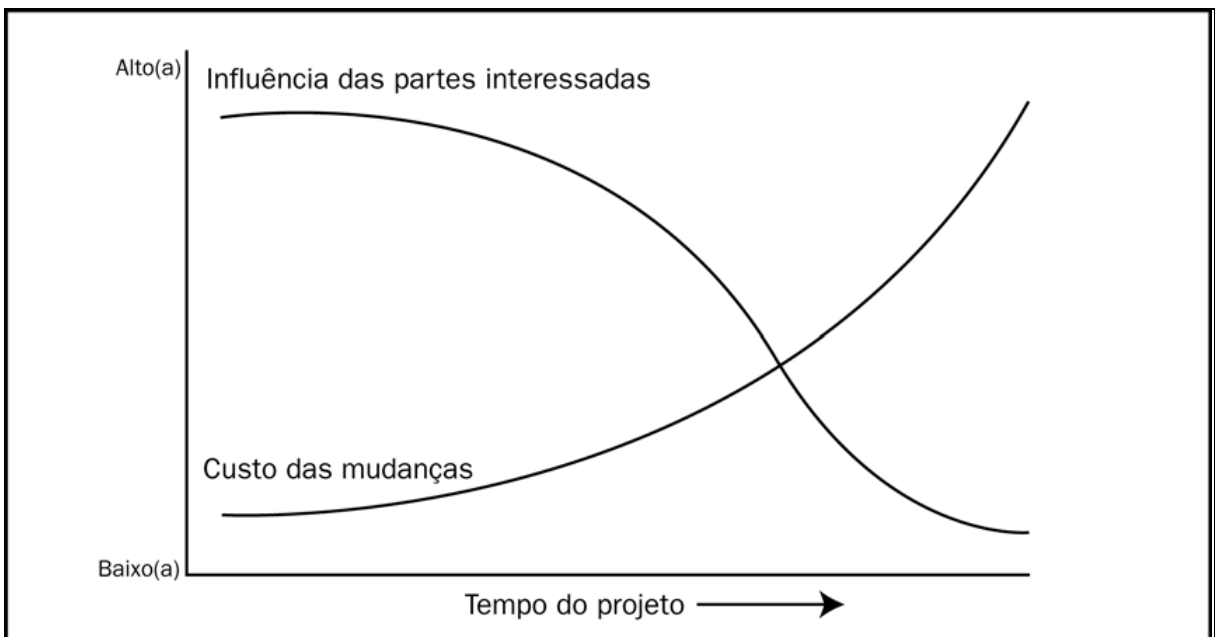 Alto(a)
Influência das partes interessadas
Custo das mudanças
Baixo(a)
Tempo do projeto